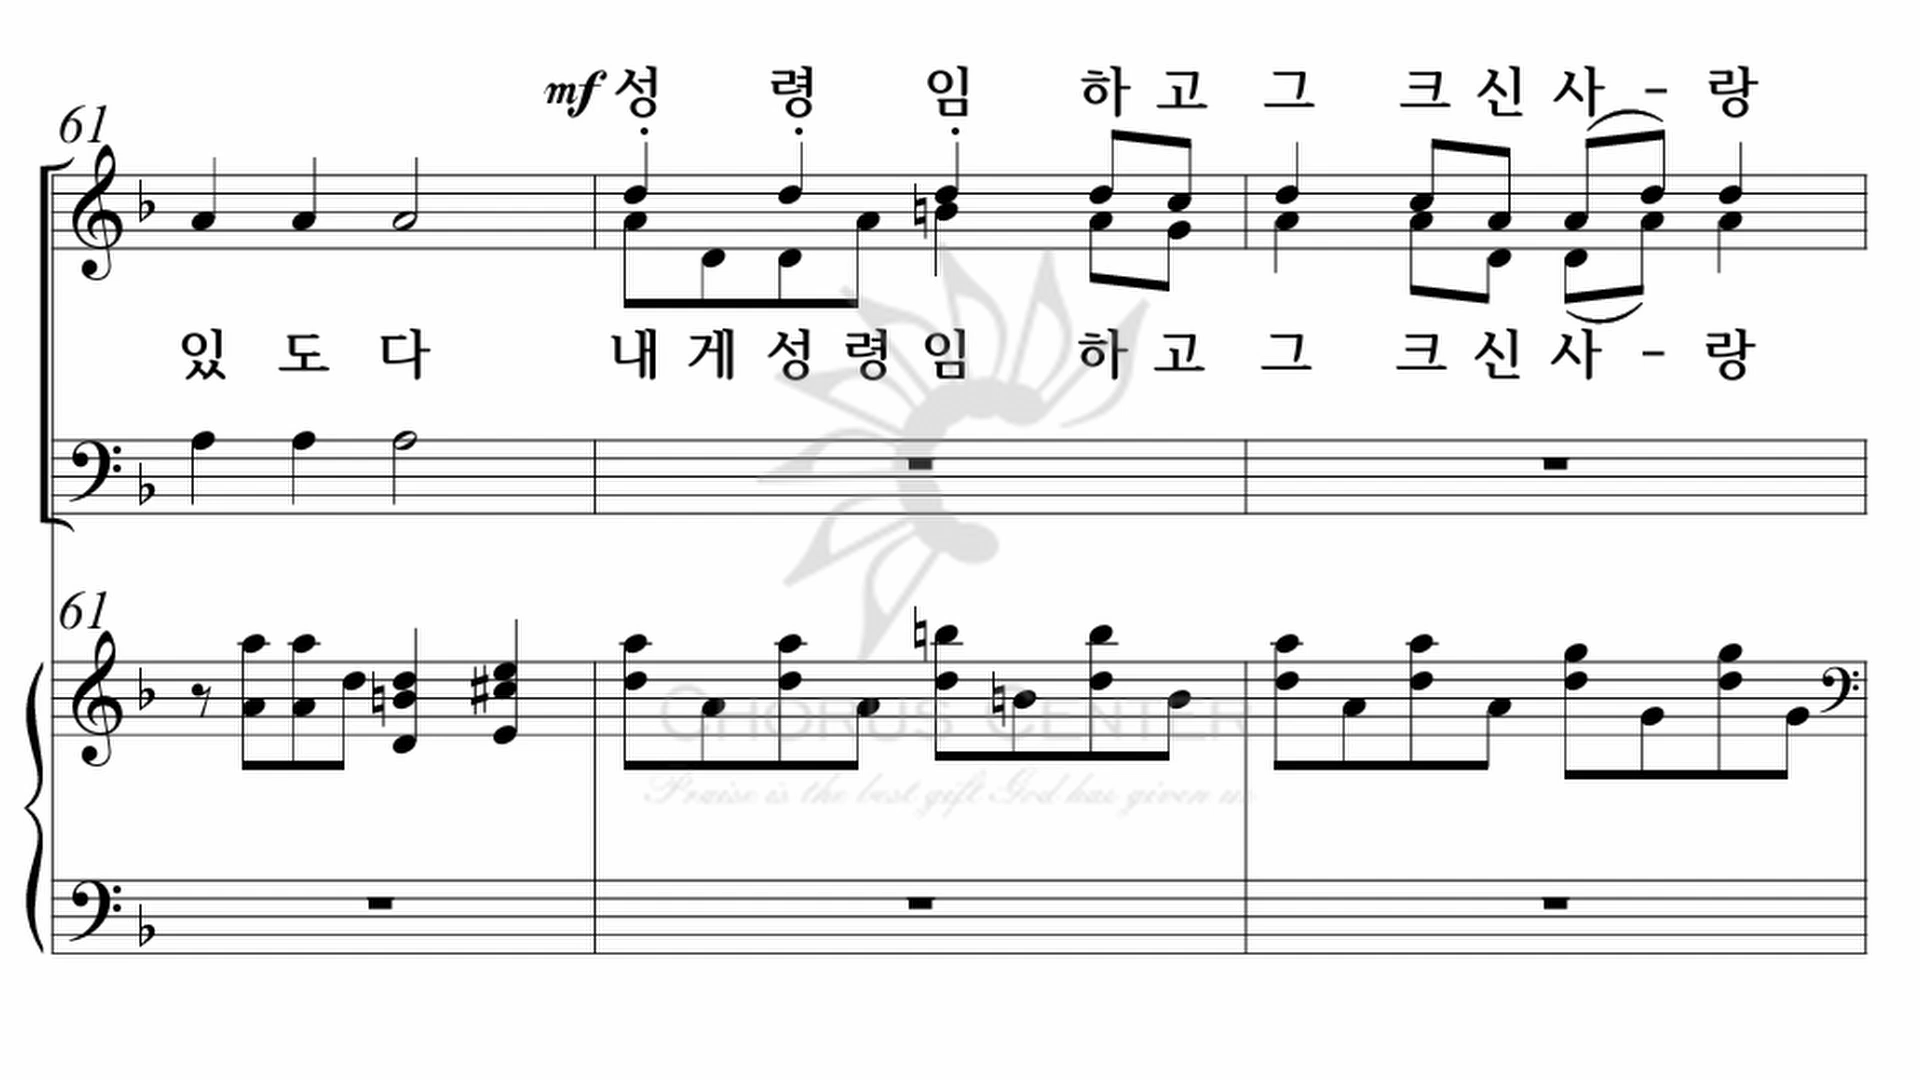 mf 성 령 임 하 고 그 크 신 사 - 랑
61
있 도 다 내 게 성 령 임 하 고 그 크 신 사 - 랑
61
CHORUS CENTER
Praise is the best gift God has given us